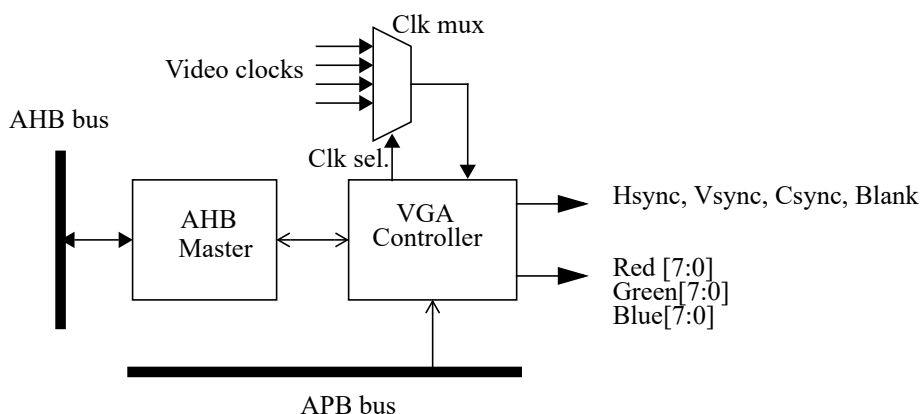 Clk mux
Video clocks
AHB bus
Clk sel.
AHB
Master
VGA
Controller
Hsync, Vsync, Csync, Blank
Red [7:0]
Green[7:0]
Blue[7:0]
APB bus